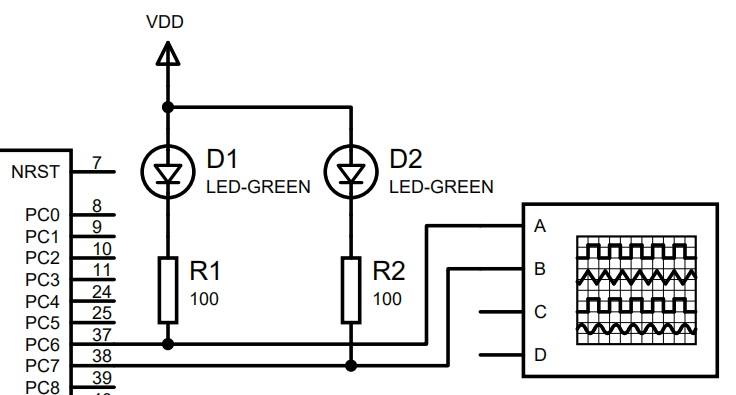 VDD
D1
LED-GREEN
D2
LED-GREEN
NRST 7
PC0 8
PC1 9
PC2 10
PC3 11
PC4 24
PC5 25
PC6 37
PC7 38
PC8 39
R1
100
R2
100
A
B
C
D